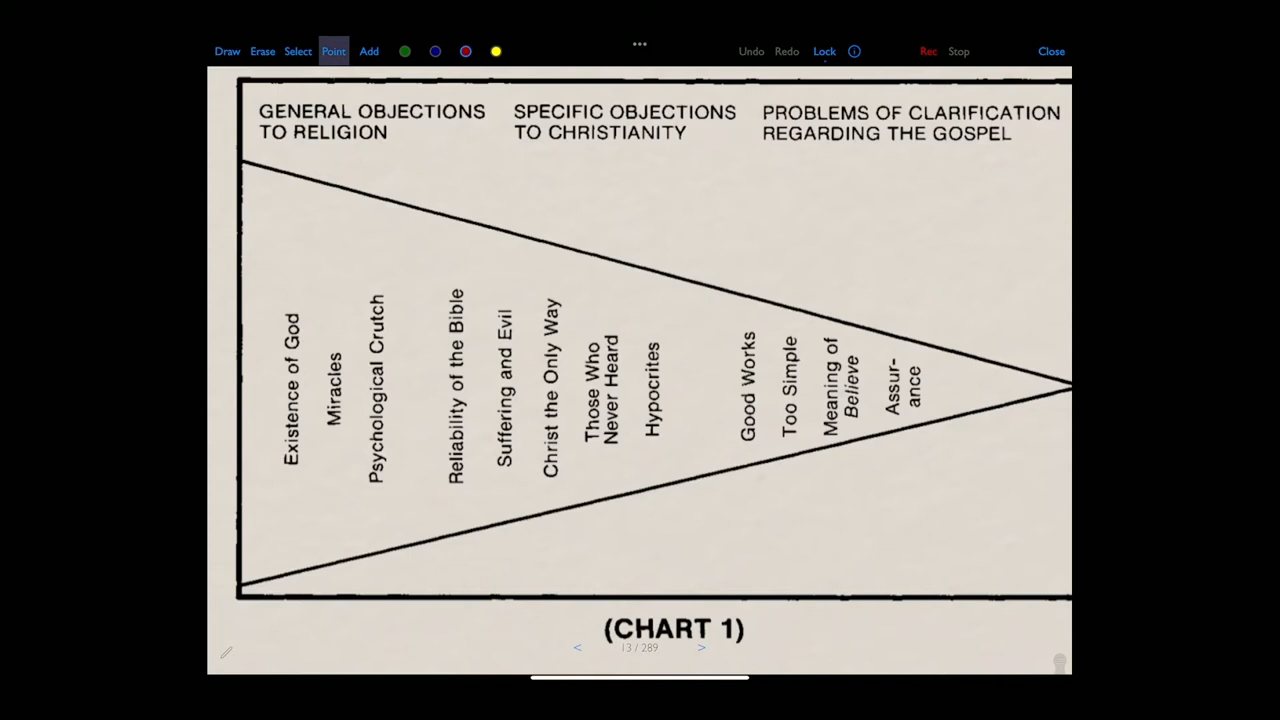 Draw Erase Select Point Add Undo Redo Lock Rec Stop Close
GENERAL OBJECTIONS
TO RELIGION
SPECIFIC OBJECTIONS
TO CHRISTIANITY
PROBLEMS OF CLARIFICATION
REGARDING THE GOSPEL
Existence of God
Miracles
Psychological Crutch
Reliability of the Bible
Suffering and Evil
Christ the Only Way
Those Who
Never Heard
Hypocrites
Good Works
Too Simple
Meaning of
Believe
Assur-
ance
(CHART 1)
< 13 / 289 >